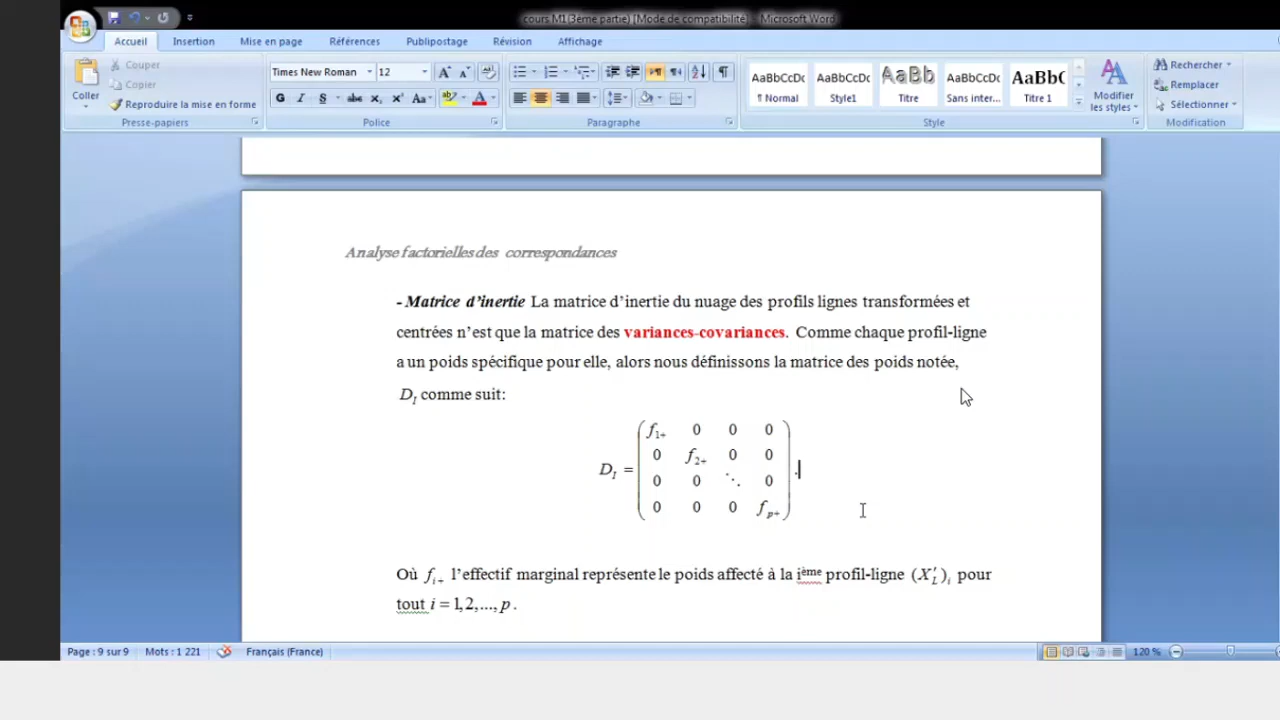 cours M1(3ème partie) [Mode de compatibilité] - Microsoft Word
Accueil Insertion Mise en page Références Publipostage Révision Affichage
Coller
Couper
Copier
Reproduire la mise en forme
Presse-papiers
Times New Roman 12
G I S abc x₂ x² Aa
Police
Paragraphe
AaBbCcDc AaBbCcDc AaBb AaBbCcDc AaBbC
¶ Normal Style1 Titre Sans inter... Titre 1
Modifier
les styles
Style
Rechercher
Remplacer
Sélectionner
Modification
Analyse factorielles des correspondances
- Matrice d’inertie La matrice d’inertie du nuage des profils lignes transformées et
centrées n’est que la matrice des variances-covariances. Comme chaque profil-ligne
a un poids spécifique pour elle, alors nous définissons la matrice des poids notée,
D_I comme suit:
f₁₊ 0 0 0
0 f₂₊ 0 0
D_I = .
0 0 ⋱ 0
0 0 0 f_p+
Où f_i+ l’effectif marginal représente le poids affecté à la iᵉᵐᵉ profil-ligne (X′_L)_i pour
tout i = 1, 2, ..., p .
Page : 9 sur 9 Mots : 1 221 Français (France) 120 %